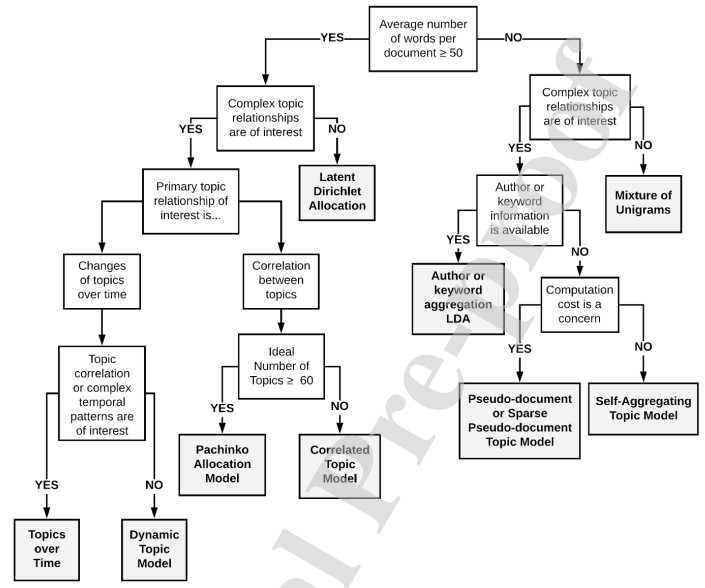 Average number
of words per
document ≥ 50
YES
NO
Complex topic
relationships
are of interest
YES
NO
Complex topic
relationships
are of interest
YES
NO
Primary topic
relationship of
interest is...
Latent
Dirichlet
Allocation
Author or
keyword
information
is available
YES
NO
Mixture of
Unigrams
Changes
of topics
over time
Correlation
between
topics
Author or
keyword
aggregation
LDA
Computation
cost is a
concern
YES
NO
Topic
correlation
or complex
temporal
patterns are
of interest
YES
NO
Ideal
Number of
Topics ≥ 60
YES
NO
Pseudo-document
or Sparse
Pseudo-document
Topic Model
Self-Aggregating
Topic Model
Pachinko
Allocation
Model
Correlated
Topic
Model
Topics
over
Time
Dynamic
Topic
Model
Pre-proof